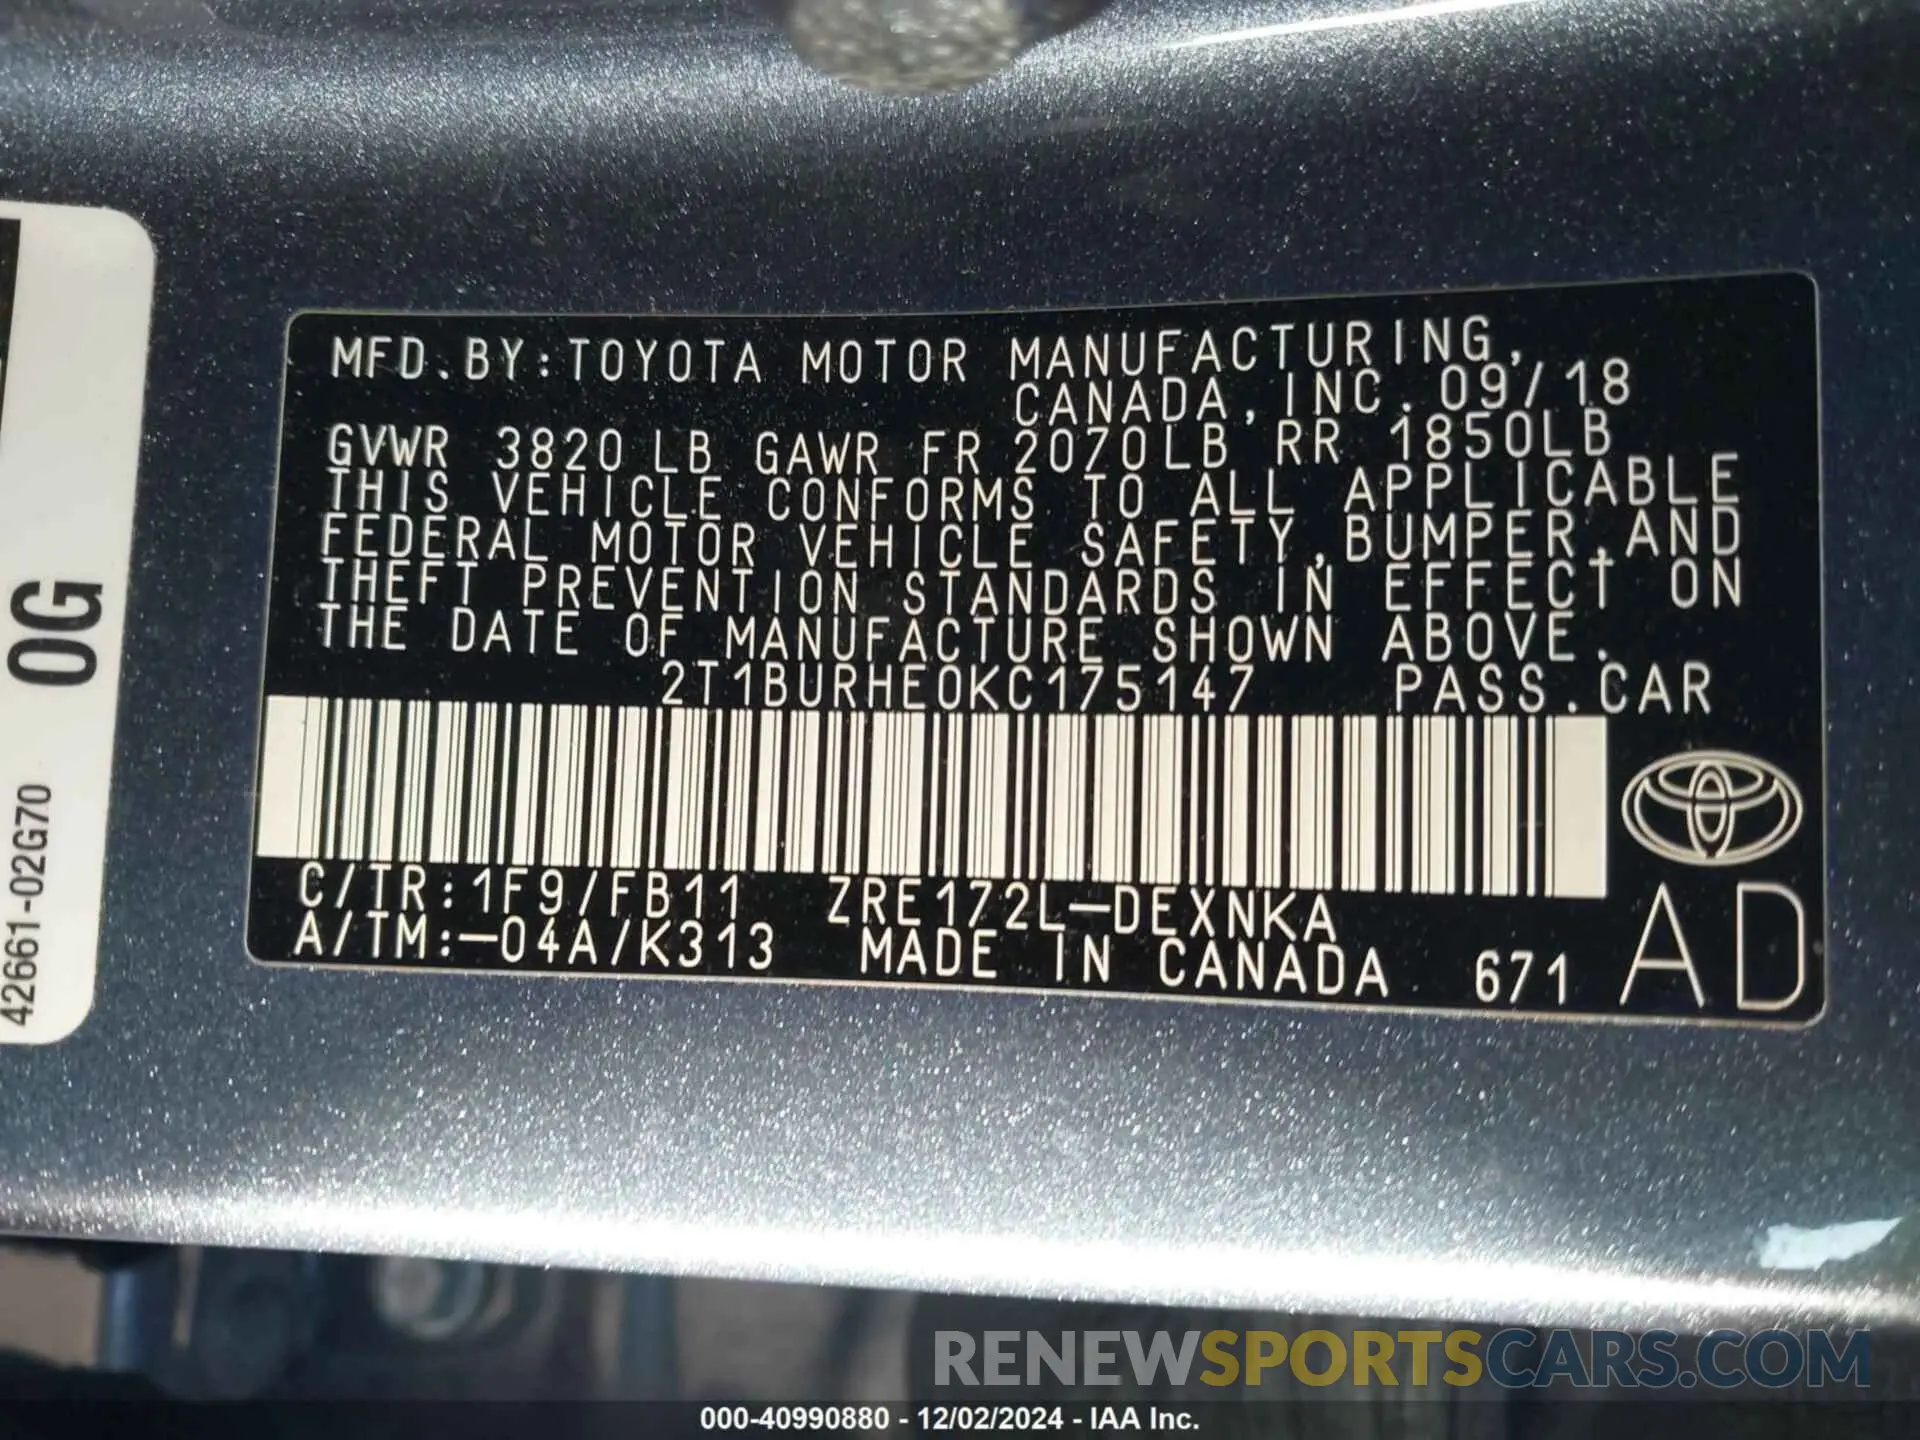 MFD.BY:TOYOTA MOTOR MANUFACTURING,
CANADA,INC.09/18
GVWR 3820LB GAWR FR 2070LB RR 1850LB
THIS VEHICLE CONFORMS TO ALL APPLICABLE
FEDERAL MOTOR VEHICLE SAFETY,BUMPER,AND
THEFT PREVENTION STANDARDS IN EFFECT ON
THE DATE OF MANUFACTURE SHOWN ABOVE.
2T1BURHE0KC175147 PASS.CAR
C/TR:1F9/FB11 ZRE172L-DEXNKA
A/TM:-04A/K313 MADE IN CANADA 671
AD
0G
42661-02G70
RENEWSPORTSCARS.COM
000-40990880 - 12/02/2024 - IAA Inc.